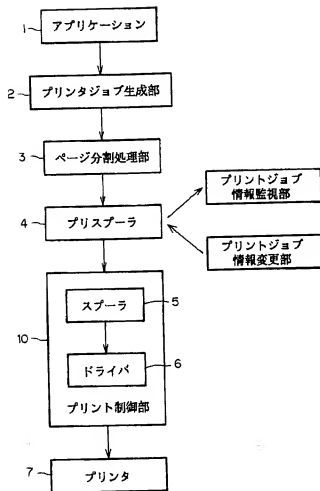 1
アプリケーション
2
プリンタジョブ生成部
3
ページ分割処理部
4
プリスプーラ
プリントジョブ
情報監視部
プリントジョブ
情報変更部
10
スプーラ
5
ドライバ
6
プリント制御部
7
プリンタ